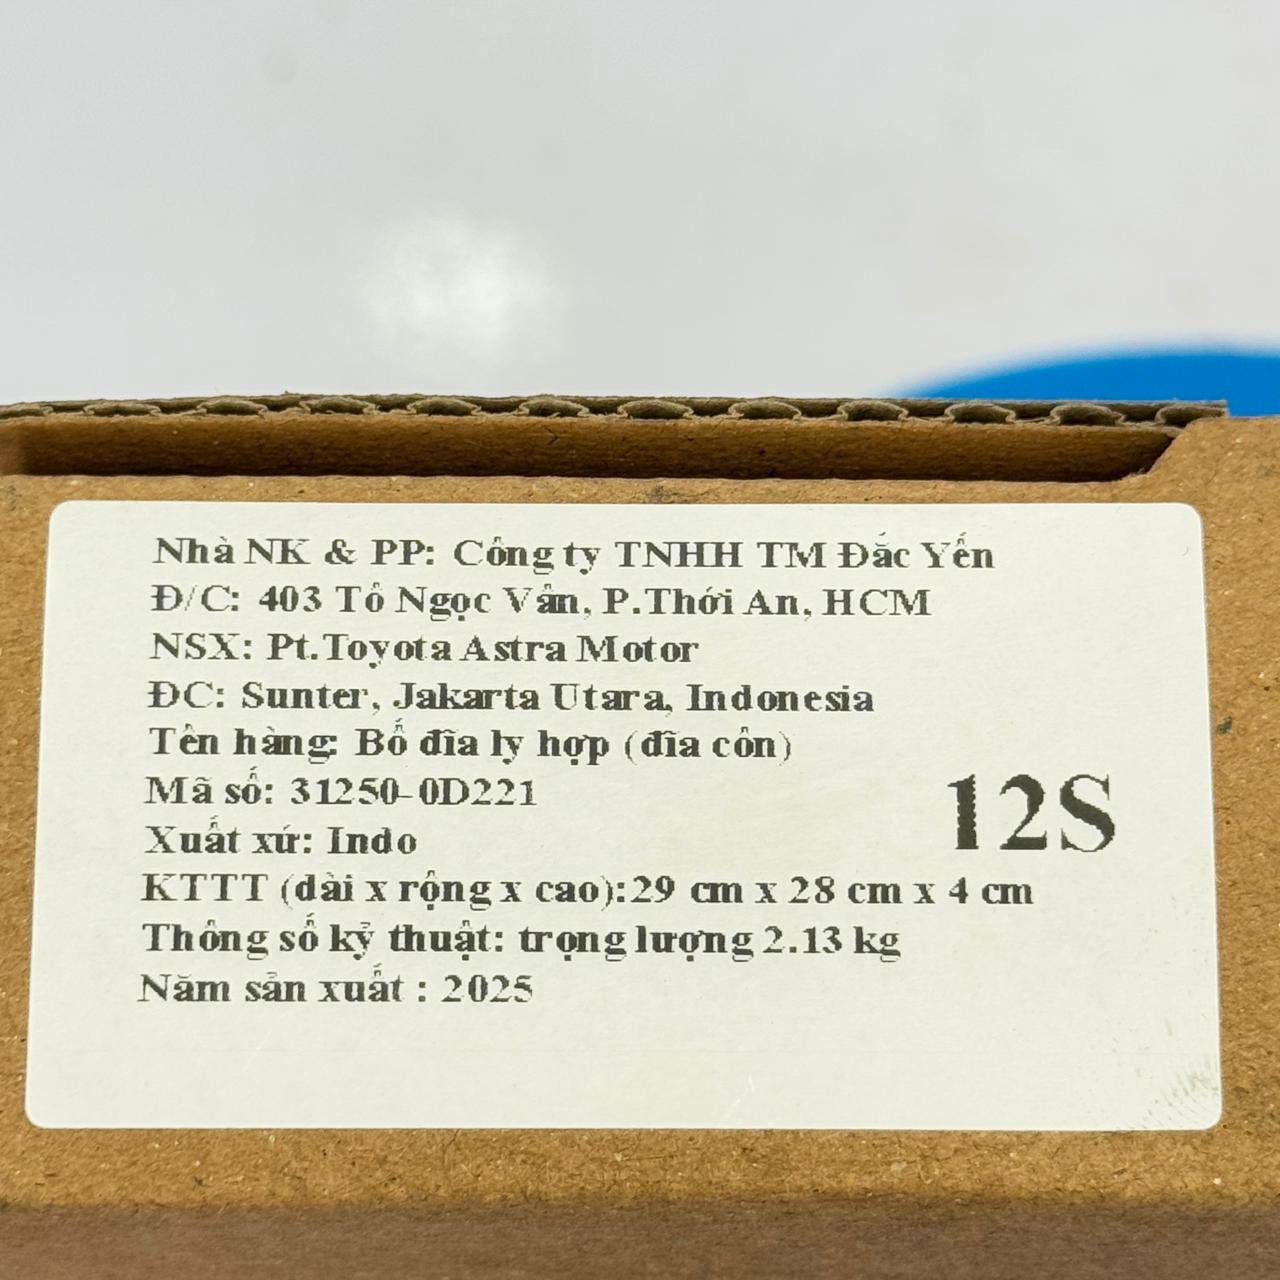 Nhà NK & PP: Công ty TNHH TM Đắc Yến
Đ/C: 403 Tô Ngọc Vân, P.Thới An, HCM
NSX: Pt.Toyota Astra Motor
ĐC: Sunter, Jakarta Utara, Indonesia
Tên hàng: Bố đĩa ly hợp (đĩa côn)
Mã số: 31250-0D221
12S
Xuất xứ: Indo
KTTT (dài x rộng x cao):29 cm x 28 cm x 4 cm
Thông số kỷ thuật: trọng lượng 2.13 kg
Năm sản xuất : 2025